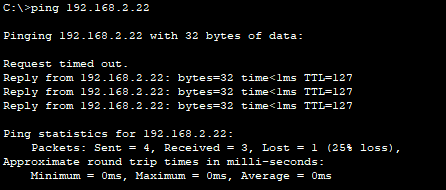 C:\>ping 192.168.2.22
Pinging 192.168.2.22 with 32 bytes of data:
Request timed out.
Reply from 192.168.2.22: bytes=32 time<1ms TTL=127
Reply from 192.168.2.22: bytes=32 time<1ms TTL=127
Reply from 192.168.2.22: bytes=32 time<1ms TTL=127
Ping statistics for 192.168.2.22:
Packets: Sent = 4, Received = 3, Lost = 1 (25% loss),
Approximate round trip times in milli-seconds:
Minimum = 0ms, Maximum = 0ms, Average = 0ms